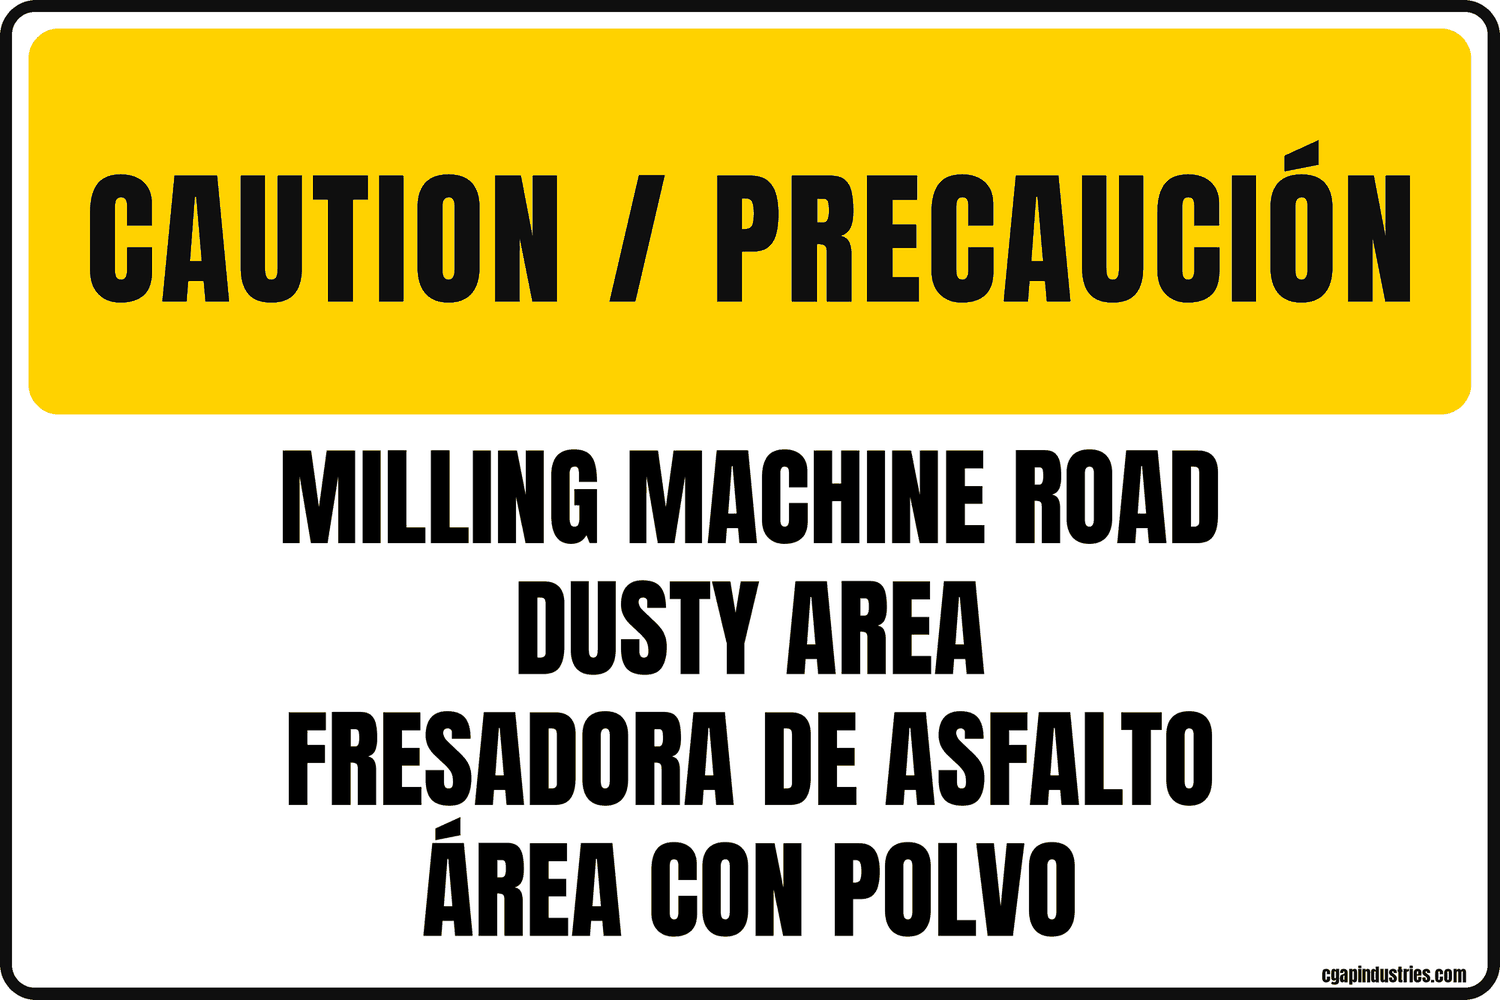 CAUTION / PRECAUCIÓN
MILLING MACHINE ROAD
DUSTY AREA
FRESADORA DE ASFALTO
ÁREA CON POLVO
cgapindustries.com